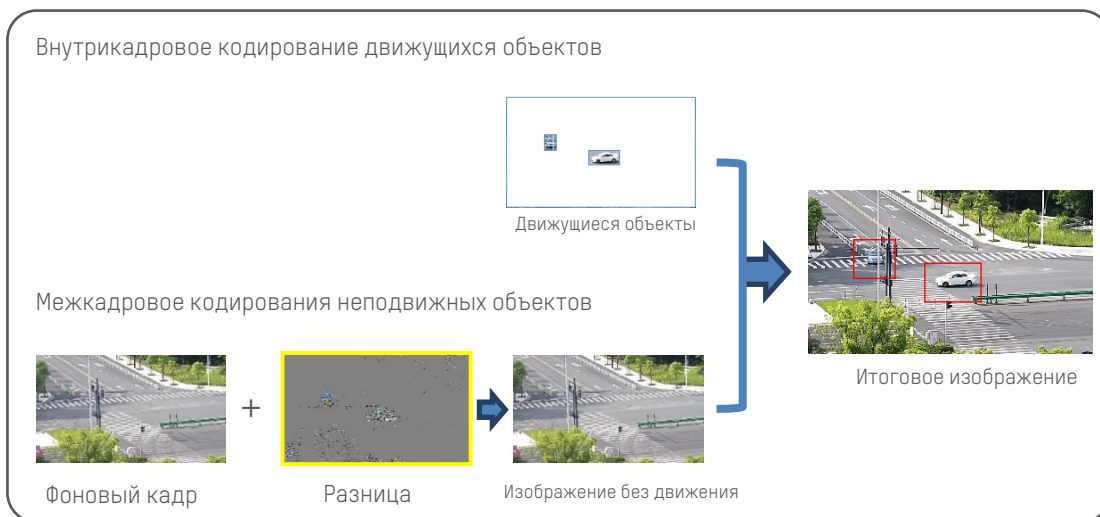 Внутрикадровое кодирование движущихся объектов
Движущиеся объекты
Межкадровое кодирования неподвижных объектов
+
Фоновый кадр
Разница
Изображение без движения
Итоговое изображение